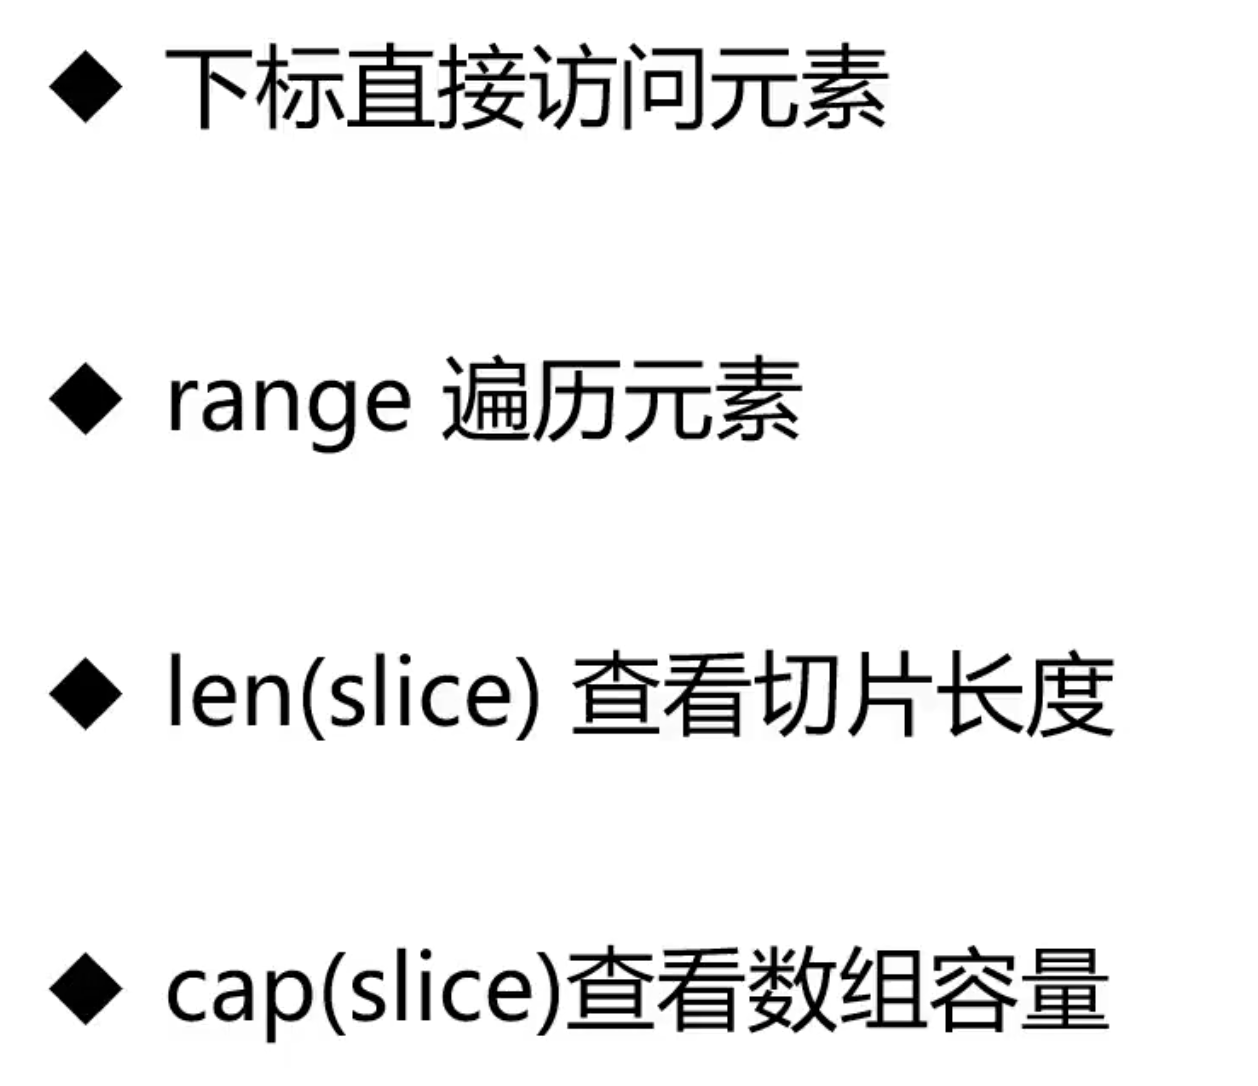 ◆ 下标直接访问元素
◆ range 遍历元素
◆ len(slice) 查看切片长度
◆ cap(slice)查看数组容量